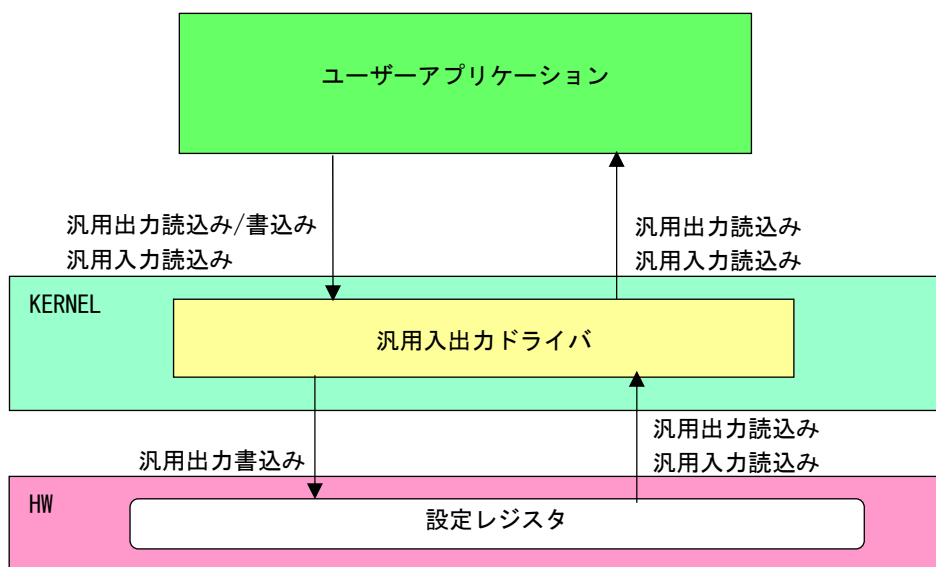 ユーザーアプリケーション
汎用出力読込み/書込み
汎用入力読込み
汎用出力読込み
汎用入力読込み
KERNEL
汎用入出力ドライバ
汎用出力書込み
汎用出力読込み
汎用入力読込み
HW
設定レジスタ